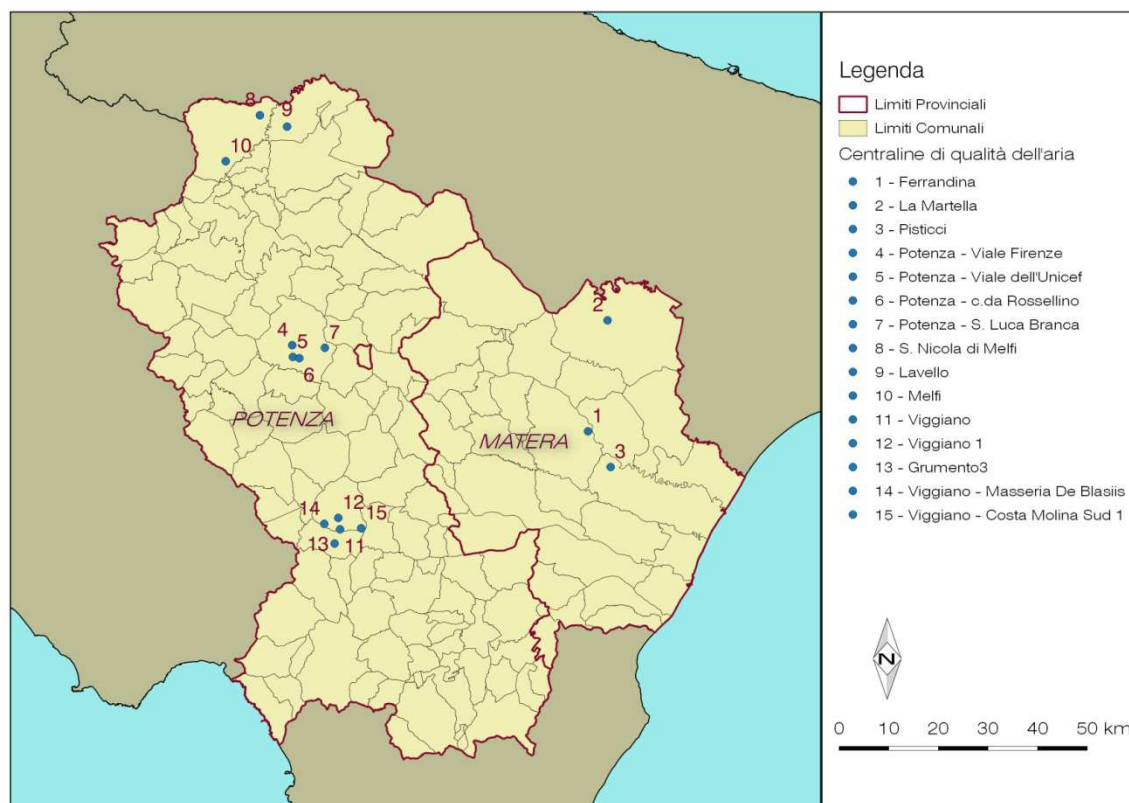 8
9
10
2
4
5
7
6
POTENZA
1
MATERA
3
12
14
15
13
11
Legenda
Limiti Provinciali
Limiti Comunali
Centraline di qualità dell'aria
1 - Ferrandina
2 - La Martella
3 - Pisticci
4 - Potenza - Viale Firenze
5 - Potenza - Viale dell'Unicef
6 - Potenza - c.da Rossellino
7 - Potenza - S. Luca Branca
8 - S. Nicola di Melfi
9 - Lavello
10 - Melfi
11 - Viggiano
12 - Viggiano 1
13 - Grumento3
14 - Viggiano - Masseria De Blasiis
15 - Viggiano - Costa Molina Sud 1
N
0 10 20 30 40 50 km